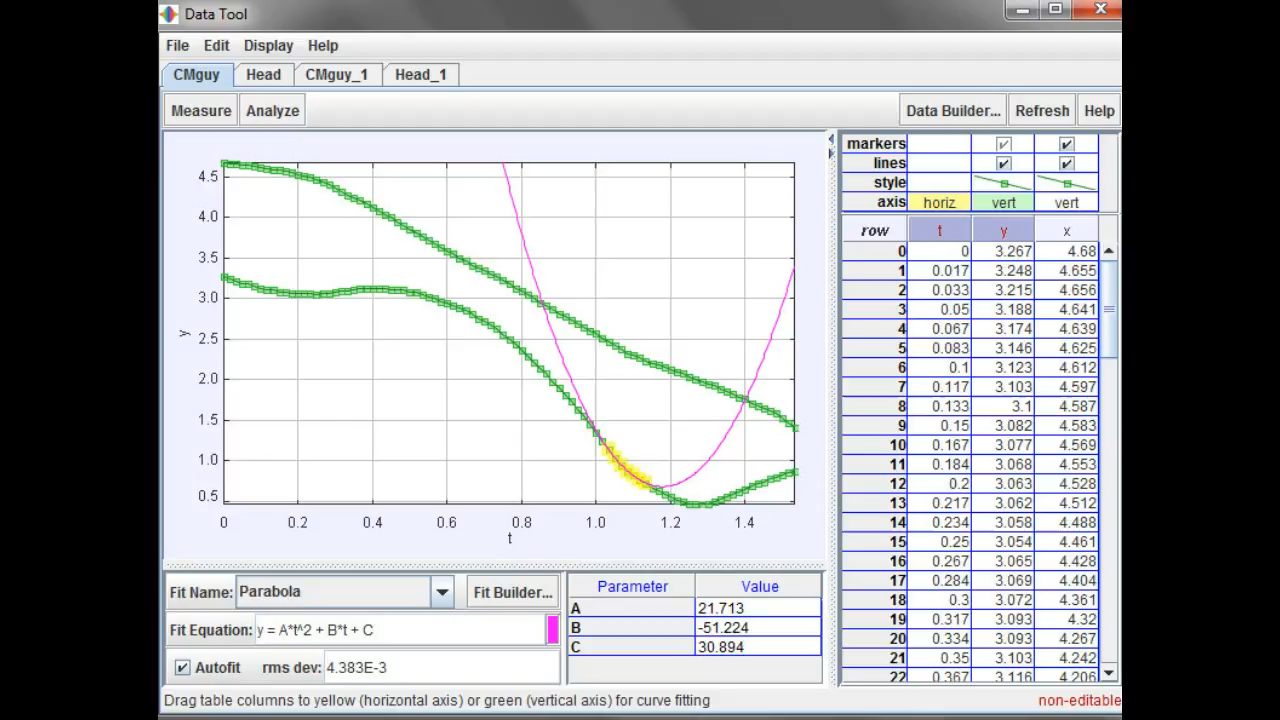 Data Tool
File Edit Display Help
CMguy Head CMguy_1 Head_1
Measure Analyze Data Builder... Refresh Help
markers
lines
style
axis horiz vert vert
row t y x
0 0 3.267 4.68
1 0.017 3.248 4.655
2 0.033 3.215 4.656
3 0.05 3.188 4.641
4 0.067 3.174 4.639
5 0.083 3.146 4.625
6 0.1 3.123 4.612
7 0.117 3.103 4.597
8 0.133 3.1 4.587
9 0.15 3.082 4.583
10 0.167 3.077 4.569
11 0.184 3.068 4.553
12 0.2 3.063 4.528
13 0.217 3.062 4.512
14 0.234 3.058 4.488
15 0.25 3.054 4.461
16 0.267 3.065 4.428
17 0.284 3.069 4.404
18 0.3 3.072 4.361
19 0.317 3.093 4.32
20 0.334 3.093 4.267
21 0.35 3.103 4.242
22 0.367 3.116 4.206
4.5
4.0
3.5
3.0
y
2.5
2.0
1.5
1.0
0.5
0 0.2 0.4 0.6 0.8 1.0 1.2 1.4
t
Fit Name: Parabola Fit Builder...
Fit Equation: y = A*t^2 + B*t + C
Autofit rms dev: 4.383E-3
Parameter Value
A 21.713
B -51.224
C 30.894
Drag table columns to yellow (horizontal axis) or green (vertical axis) for curve fitting non-editable